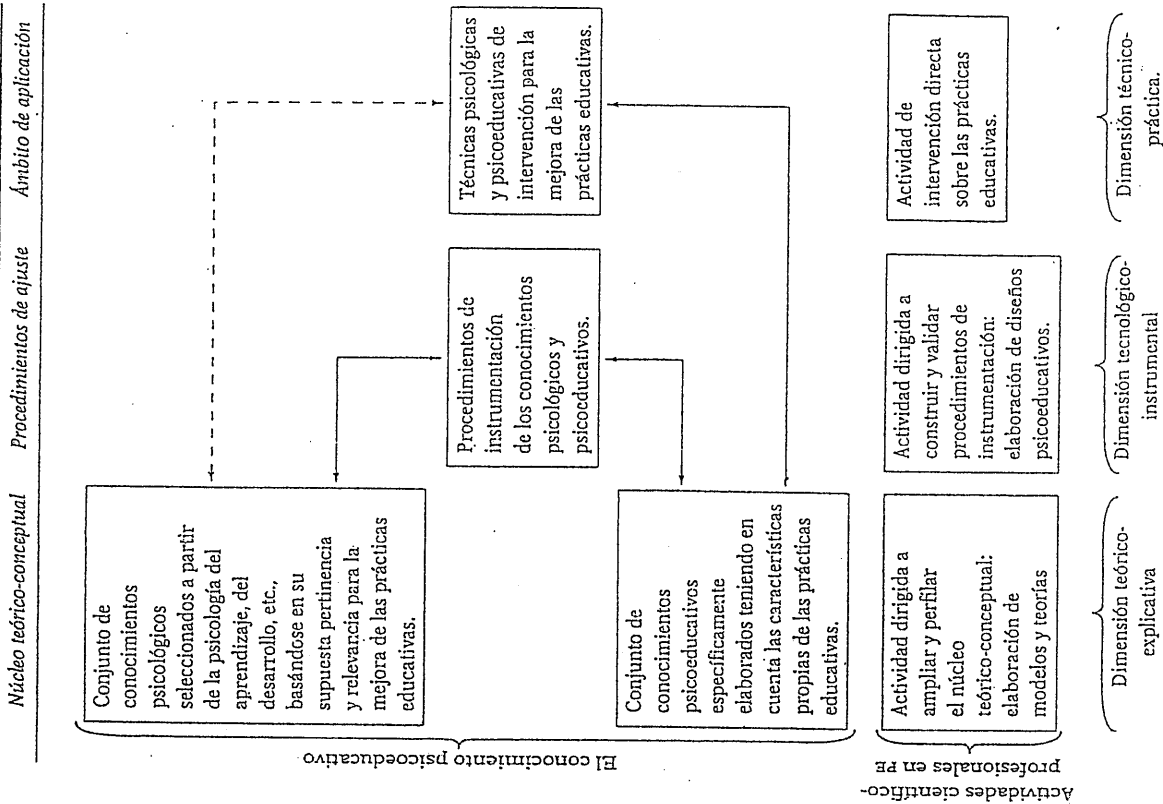 Núcleo teórico-conceptual
Procedimientos de ajuste
Ámbito de aplicación
El conocimiento psicoeducativo
Conjunto de
conocimientos
psicológicos
seleccionados a partir
de la psicología del
aprendizaje, del
desarrollo, etc.,
basándose en su
supuesta pertinencia
y relevancia para la
mejora de las prácticas
educativas.
Procedimientos de
instrumentación
de los conocimientos
psicológicos y
psicoeducativos.
Técnicas psicológicas
y psicoeducativas de
intervención para la
mejora de las
prácticas educativas.
Conjunto de
conocimientos
psicoeducativos
específicamente
elaborados teniendo en
cuenta las características
propias de las prácticas
educativas.
Actividades científico-
profesionales en PE
Actividad dirigida a
ampliar y perfilar
el núcleo
teórico-conceptual:
elaboración de
modelos y teorías
Actividad dirigida a
construir y validar
procedimientos de
instrumentación:
elaboración de diseños
psicoeducativos.
Actividad de
intervención directa
sobre las prácticas
educativas.
Dimensión teórico-
explicativa
Dimensión tecnológico-
instrumental
Dimensión técnico-
práctica.